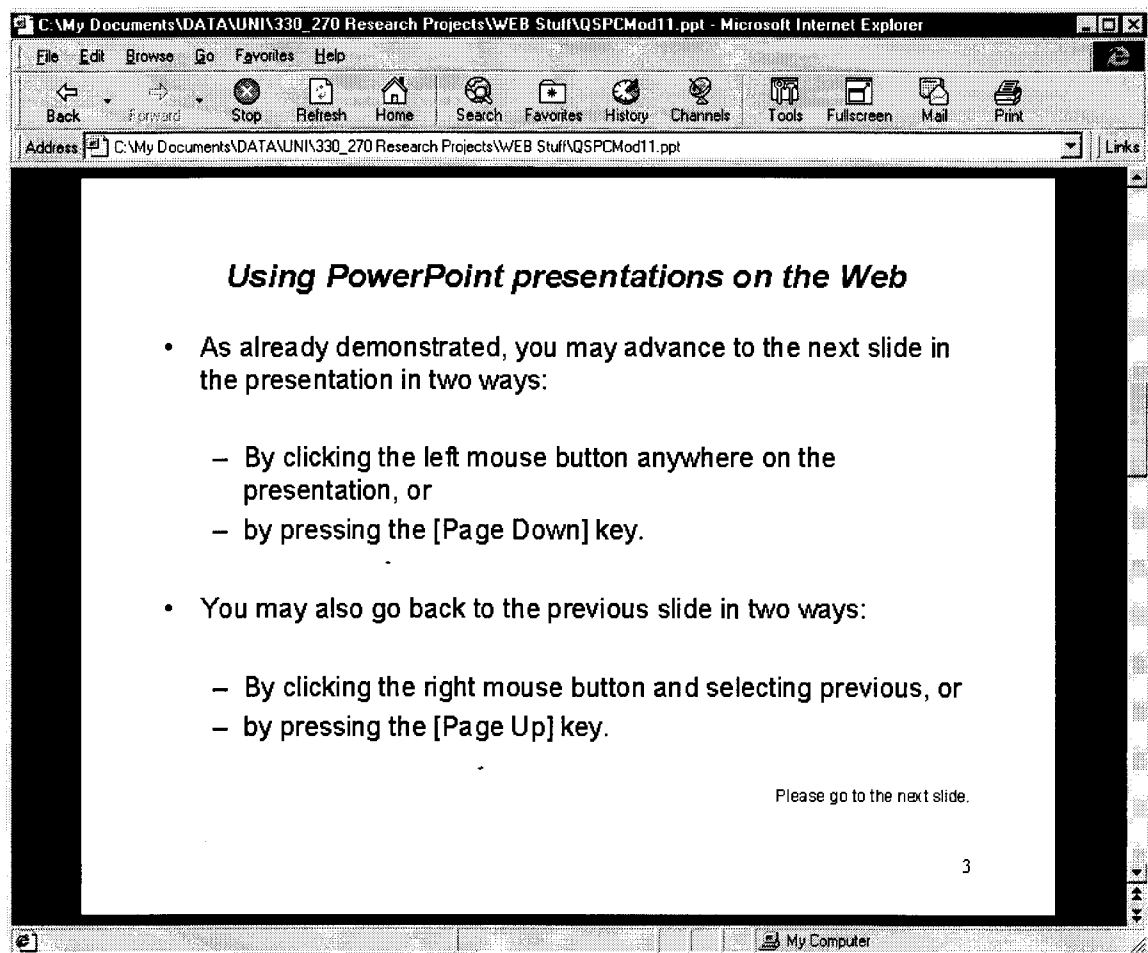 C:\My Documents\DATA\UNI\330_270 Research Projects\WEB Stuff\QSPCMod11.ppt - Microsoft Internet Explorer
File Edit Browse Go Favorites Help
Back Forward Stop Refresh Home Search Favorites History Channels Tools Fullscreen Mail Print
Address C:\My Documents\DATA\UNI\330_270 Research Projects\WEB Stuff\QSPCMod11.ppt Links
Using PowerPoint presentations on the Web
• As already demonstrated, you may advance to the next slide in
the presentation in two ways:
– By clicking the left mouse button anywhere on the
presentation, or
– by pressing the [Page Down] key.
• You may also go back to the previous slide in two ways:
– By clicking the right mouse button and selecting previous, or
– by pressing the [Page Up] key.
Please go to the next slide.
3
My Computer